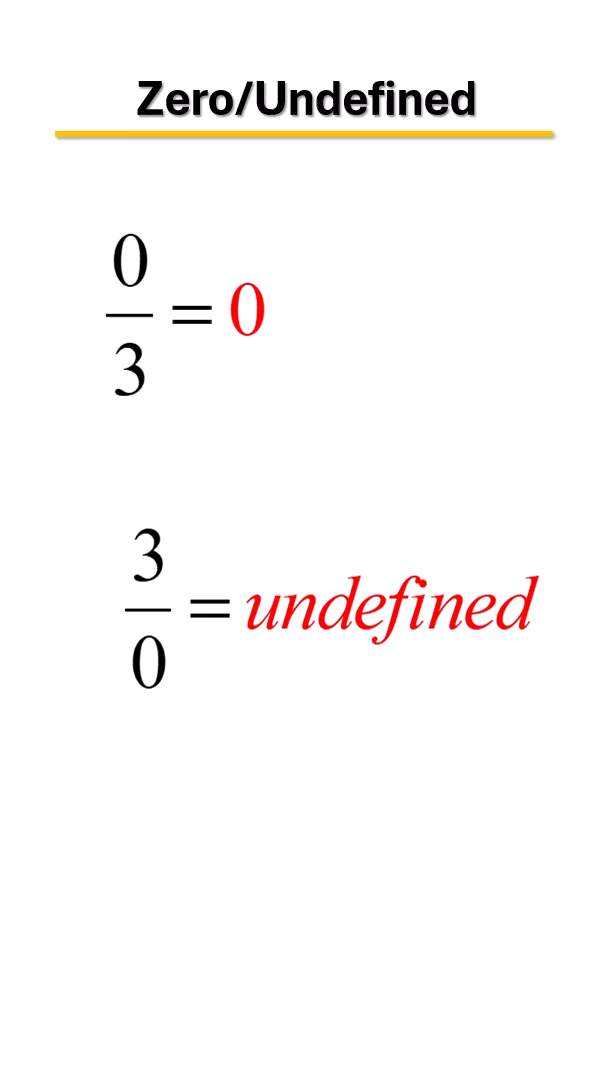 Zero/Undefined
0/3 = 0
3/0 = undefined